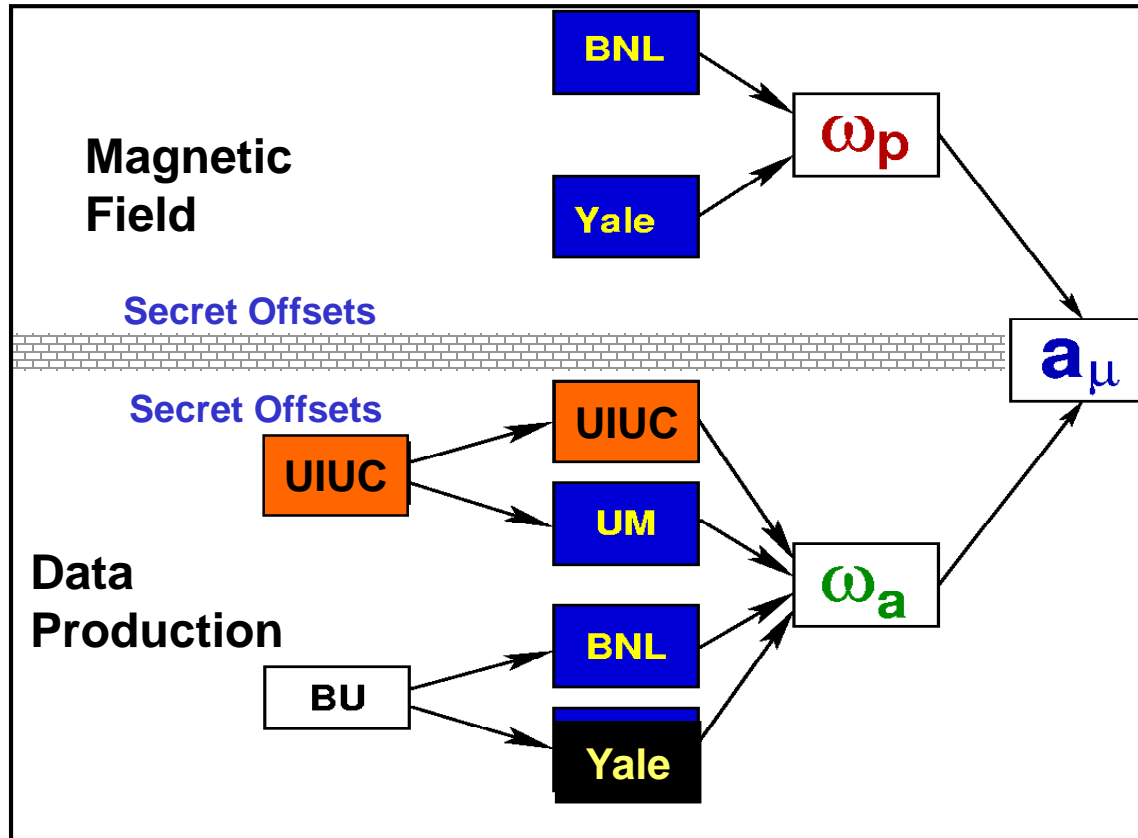 BNL
ωp
Magnetic
Field
Yale
Secret Offsets
aμ
Secret Offsets
UIUC
UIUC
UM
Data
Production
ωa
BNL
BU
Yale